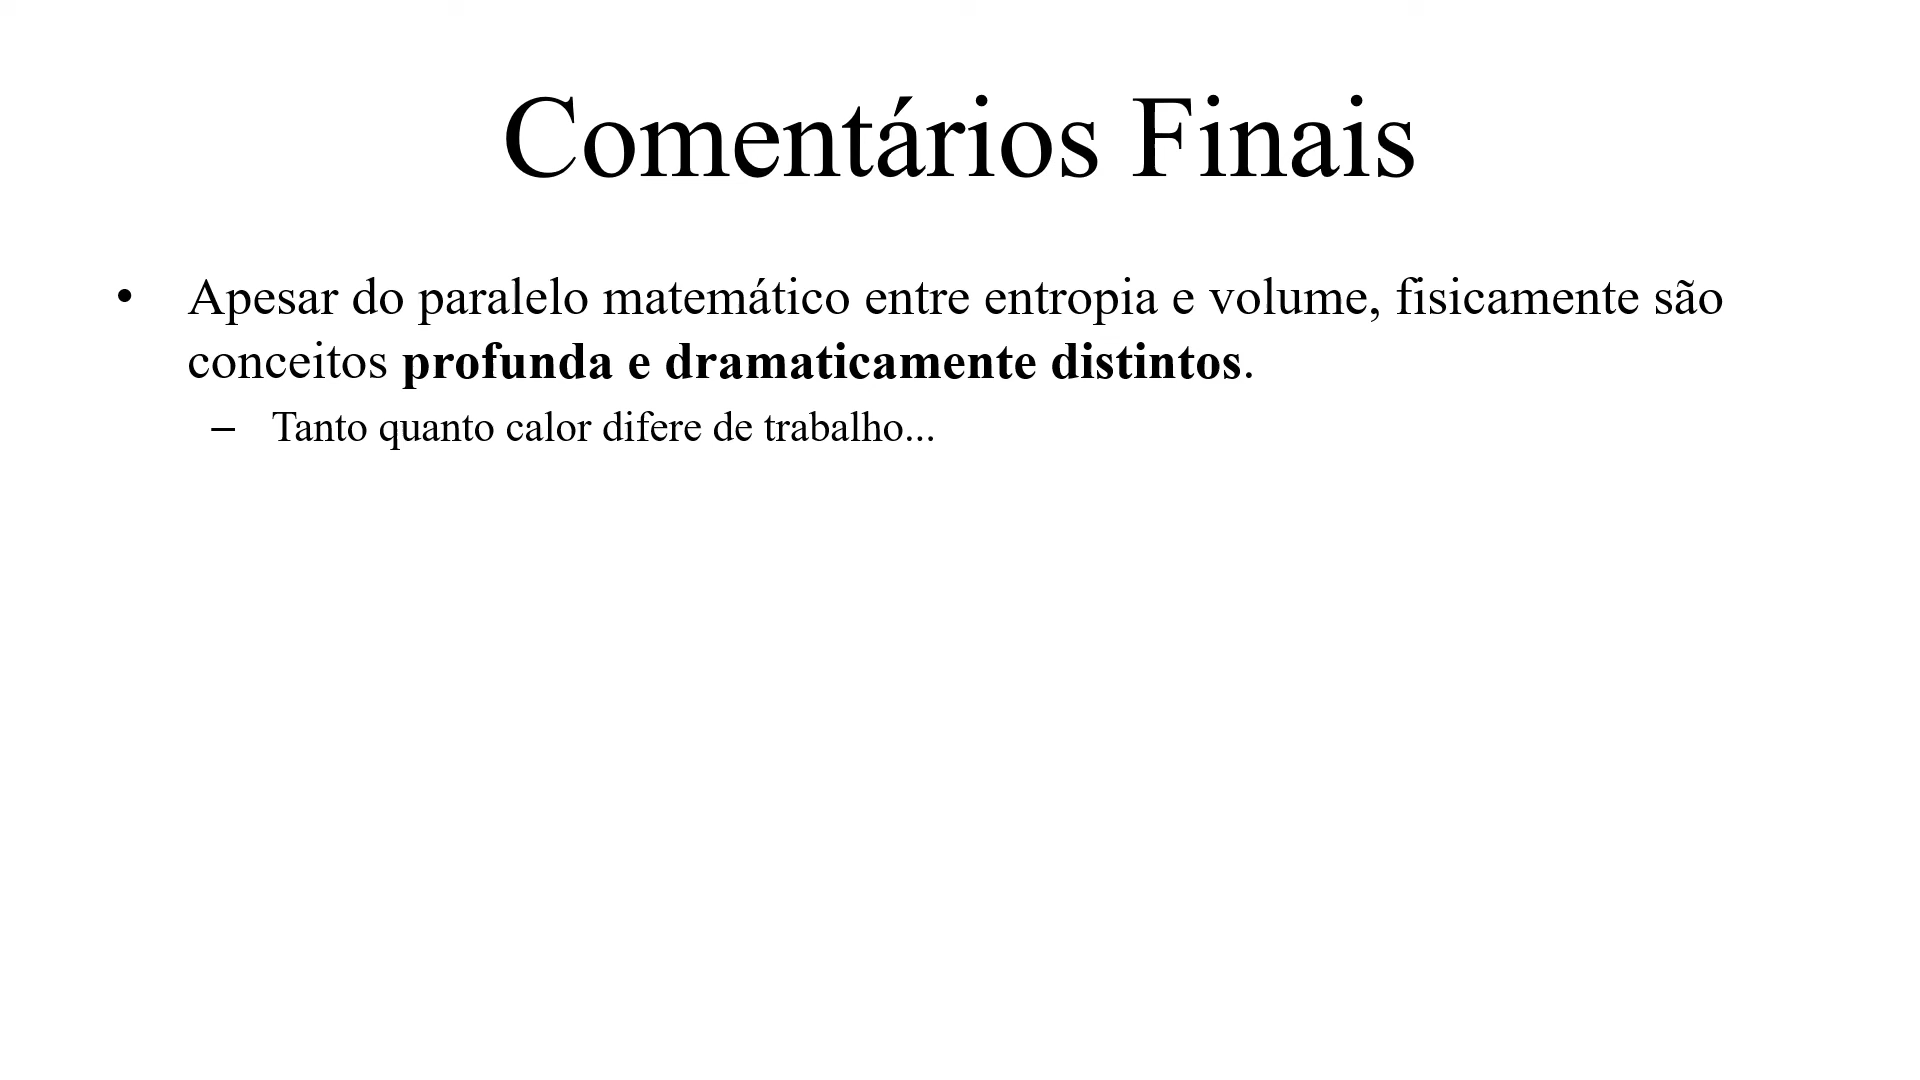 Comentários Finais
• Apesar do paralelo matemático entre entropia e volume, fisicamente são
conceitos profunda e dramaticamente distintos.
– Tanto quanto calor difere de trabalho...